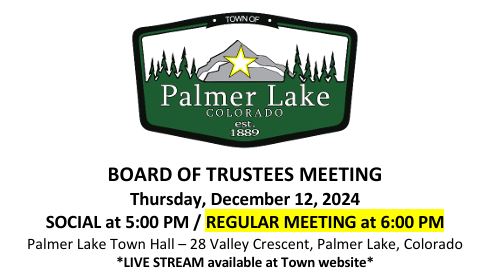 TOWN OF
Palmer Lake
COLORADO
est.
1889
BOARD OF TRUSTEES MEETING
Thursday, December 12, 2024
SOCIAL at 5:00 PM / REGULAR MEETING at 6:00 PM
Palmer Lake Town Hall – 28 Valley Crescent, Palmer Lake, Colorado
*LIVE STREAM available at Town website*